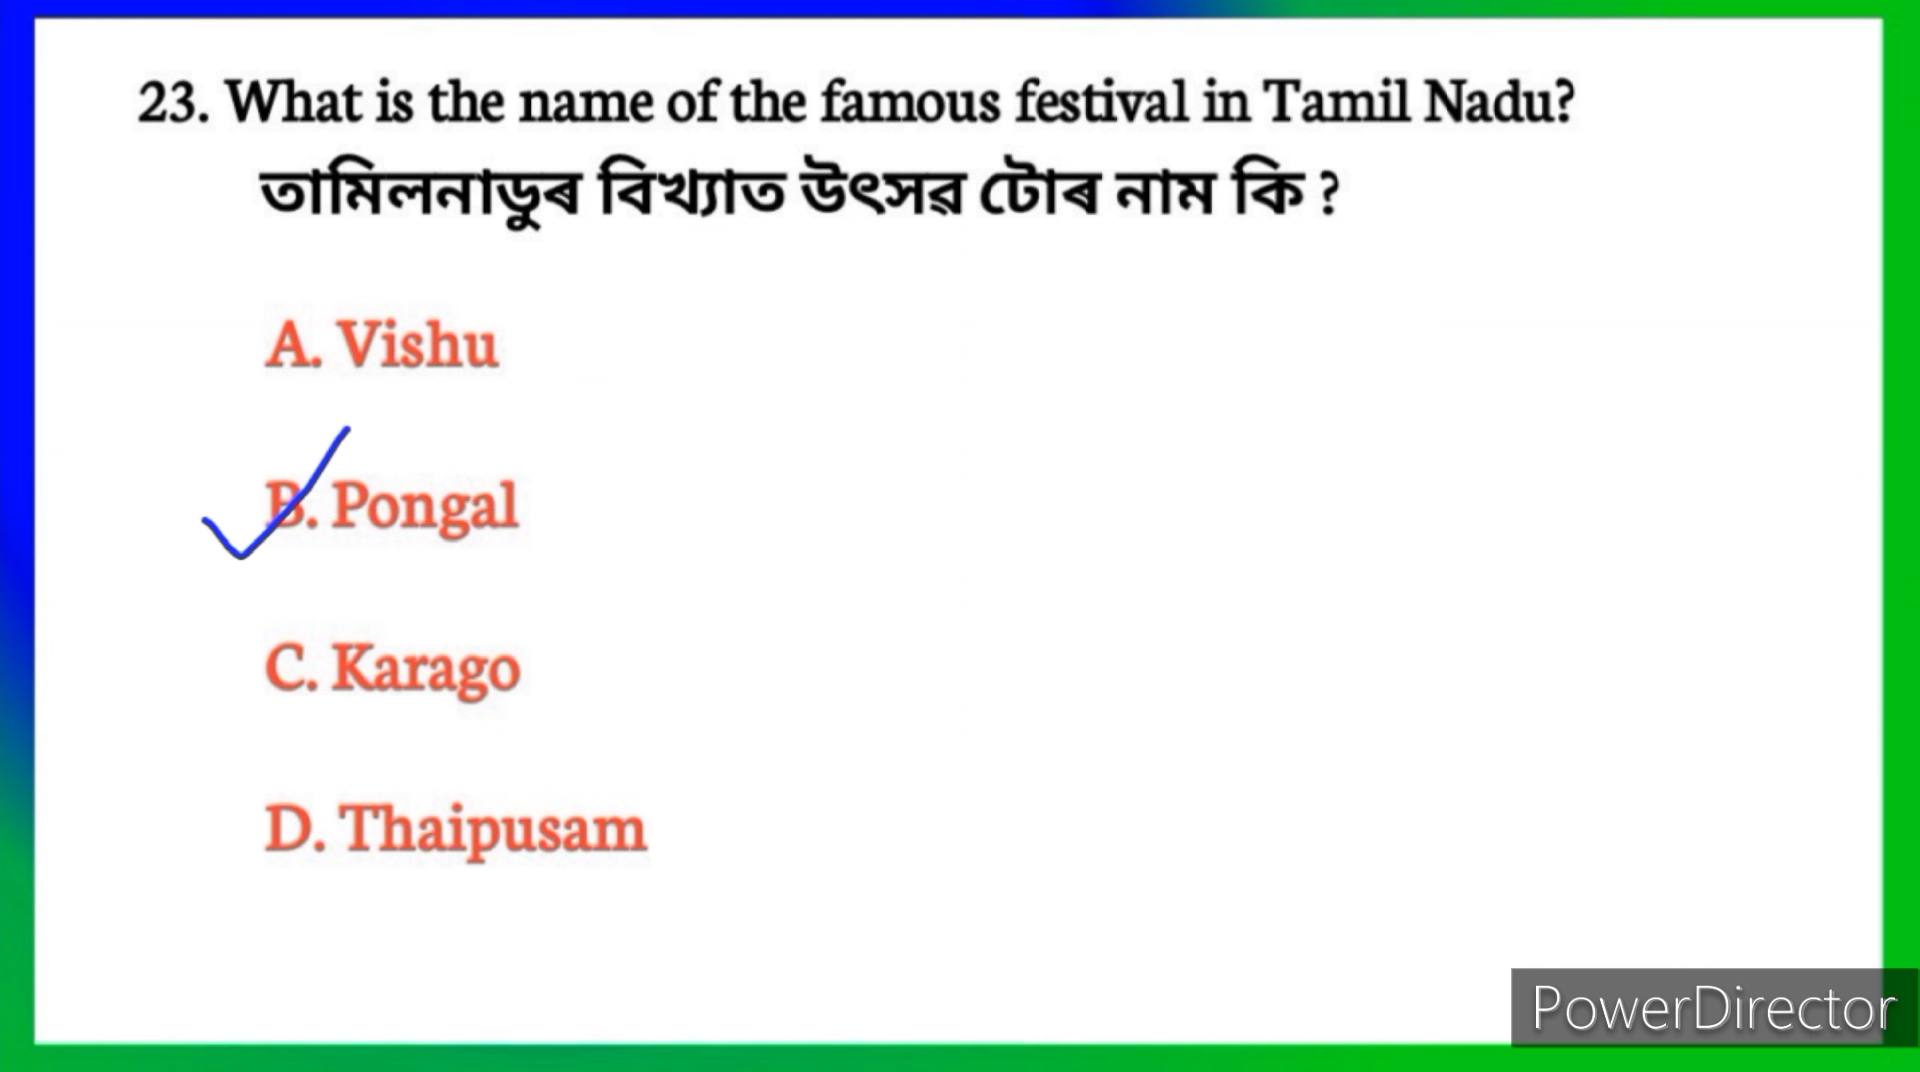 23. What is the name of the famous festival in Tamil Nadu?
তামিলনাডুৰ বিখ্যাত উৎসৱ টোৰ নাম কি ?
A. Vishu
B. Pongal
C. Karago
D. Thaipusam
PowerDirector